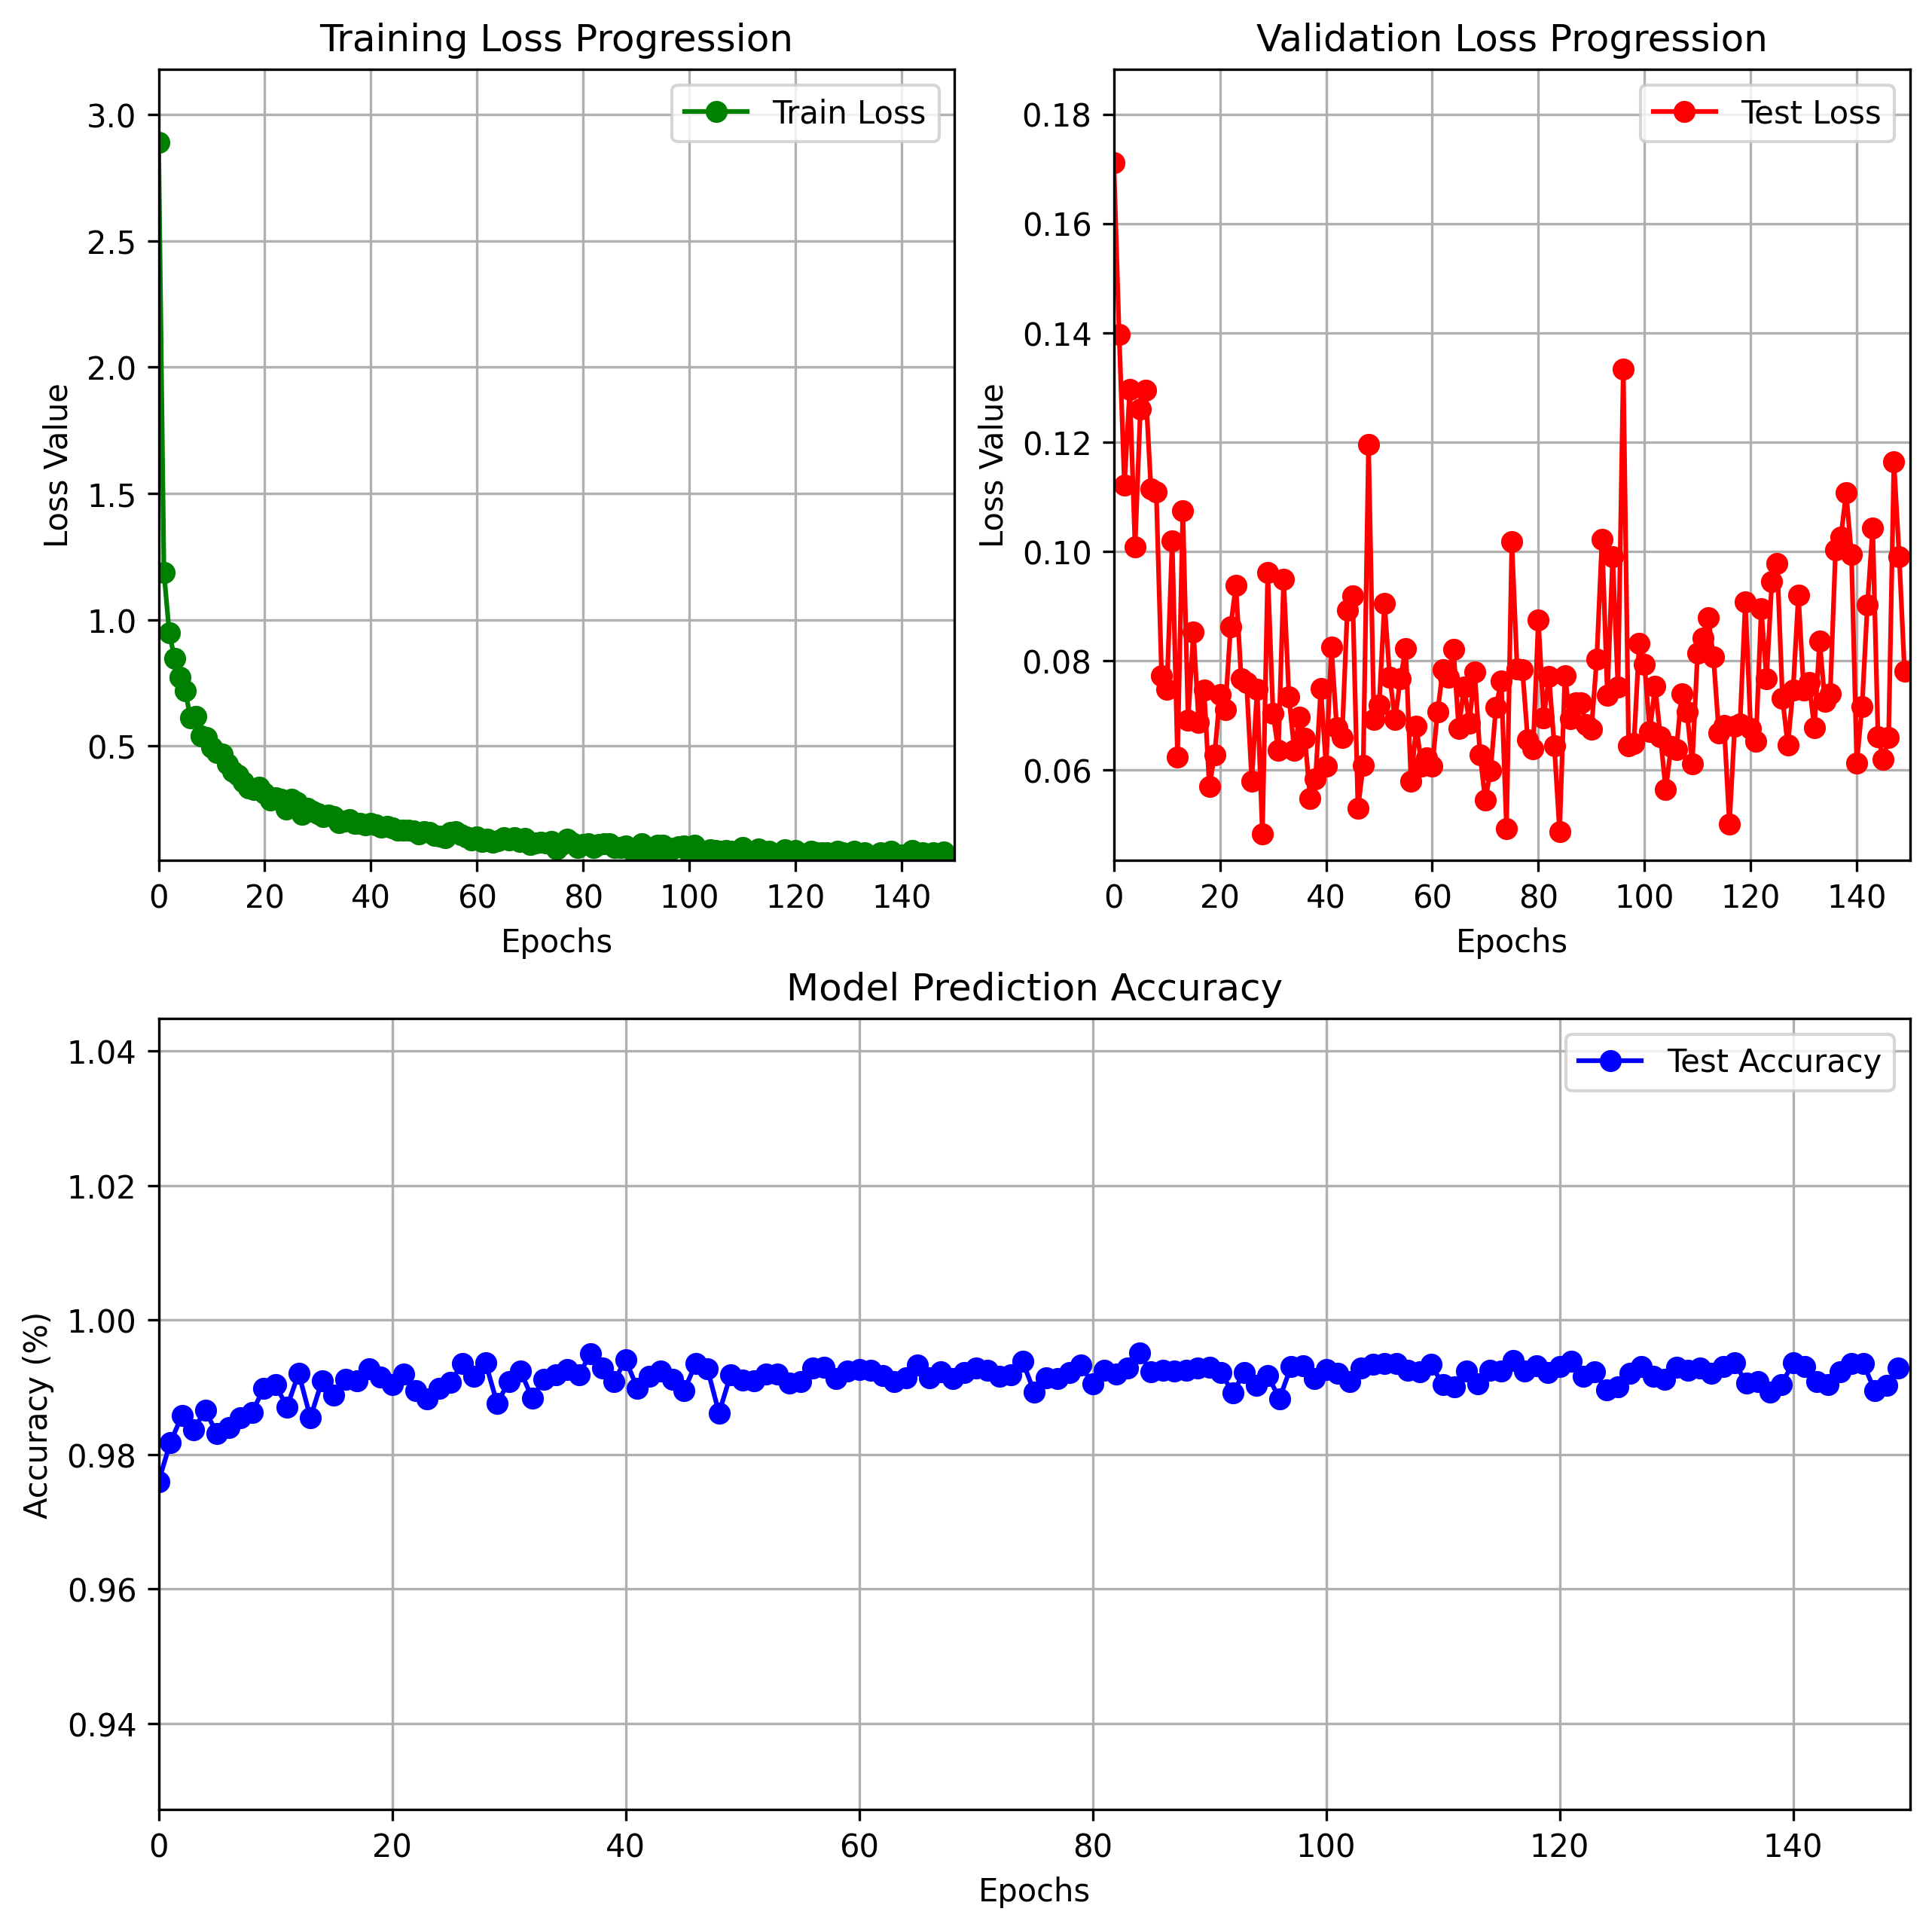 Training Loss Progression
Train Loss
3.0
2.5
2.0
1.5
1.0
0.5
Loss Value
0 20 40 60 80 100 120 140
Epochs
Validation Loss Progression
Test Loss
0.18
0.16
0.14
0.12
0.10
0.08
0.06
Loss Value
0 20 40 60 80 100 120 140
Epochs
Model Prediction Accuracy
Test Accuracy
1.04
1.02
1.00
0.98
0.96
0.94
Accuracy (%)
0 20 40 60 80 100 120 140
Epochs